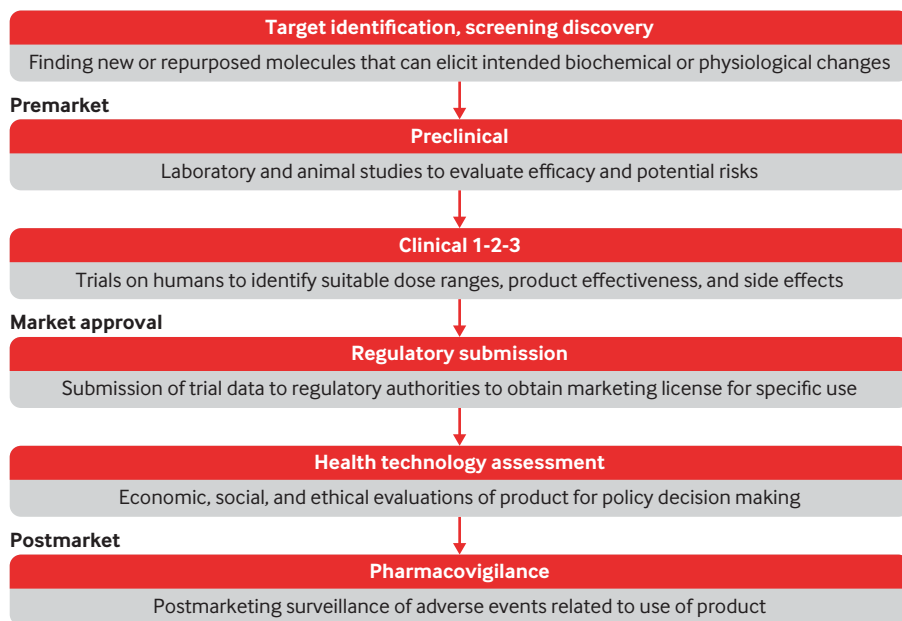 Target identification, screening discovery
Finding new or repurposed molecules that can elicit intended biochemical or physiological changes
Premarket
Preclinical
Laboratory and animal studies to evaluate efficacy and potential risks
Clinical 1-2-3
Trials on humans to identify suitable dose ranges, product effectiveness, and side effects
Market approval
Regulatory submission
Submission of trial data to regulatory authorities to obtain marketing license for specific use
Health technology assessment
Economic, social, and ethical evaluations of product for policy decision making
Postmarket
Pharmacovigilance
Postmarketing surveillance of adverse events related to use of product